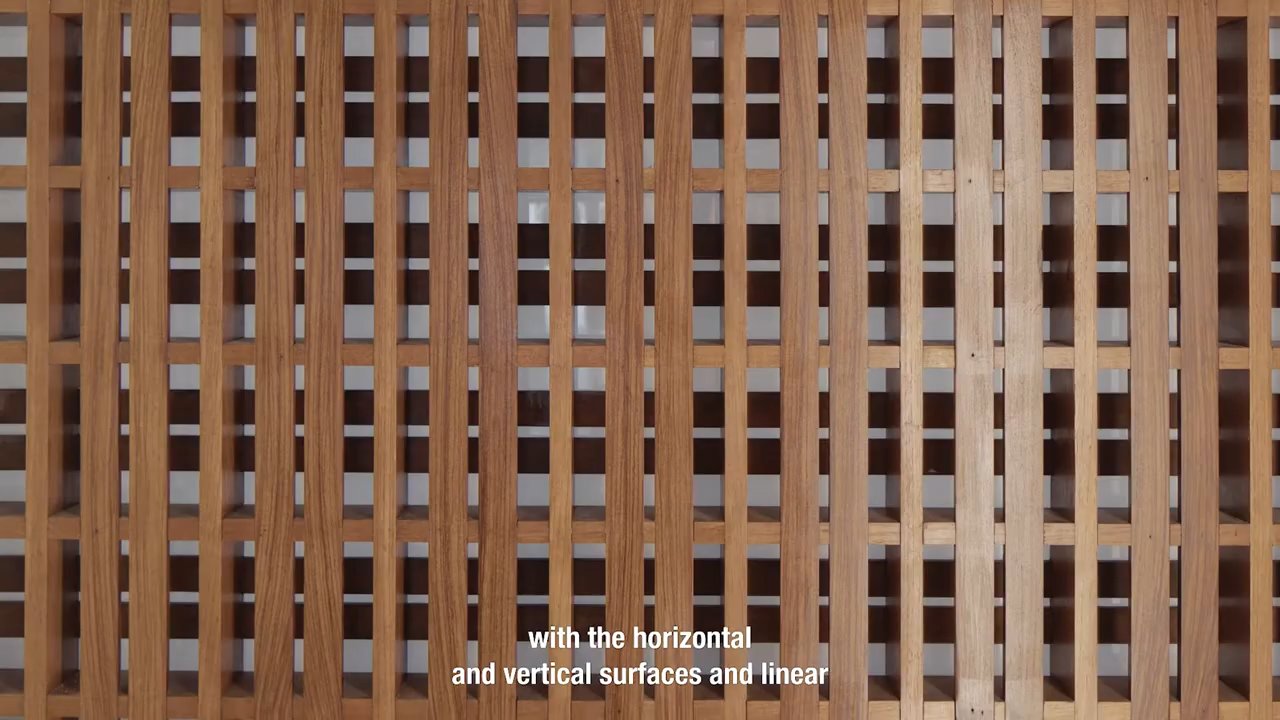 with the horizontal
and vertical surfaces and linear